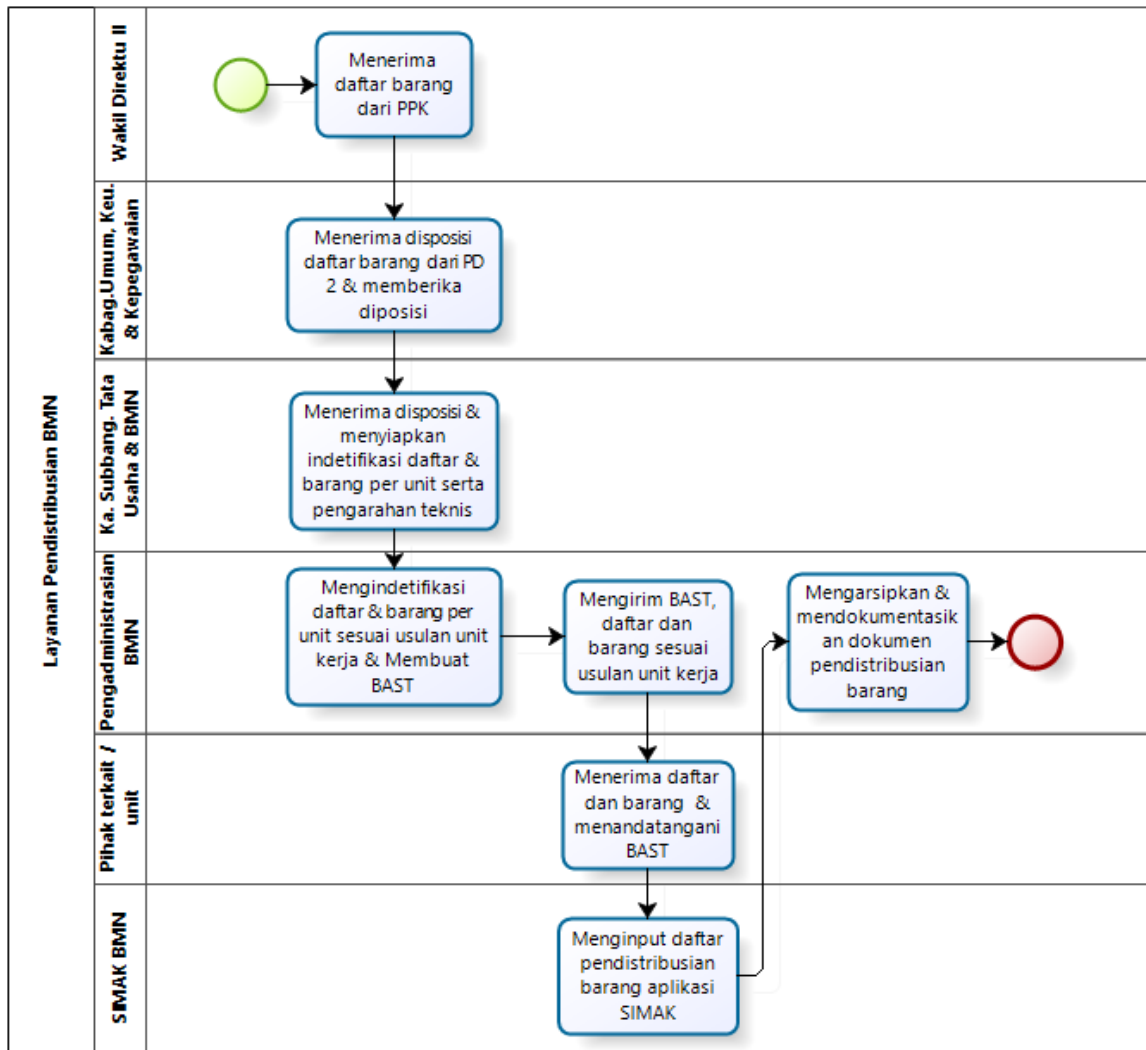 Layanan Pendistribusian BMN
Wakil Direktu II
Menerima
daftar barang
dari PPK
Kabag.Umum, Keu.
& Kepegawaian
Menerima disposisi
daftar barang dari PD
2 & memberika
diposisi
Ka. Subbang. Tata
Usaha & BMN
Menerima disposisi &
menyiapkan
indetifikasi daftar &
barang per unit serta
pengarahan teknis
Pengadministrasian
BMN
Mengindetifikasi
daftar & barang per
unit sesuai usulan unit
kerja & Membuat
BAST
Mengirim BAST,
daftar dan
barang sesuai
usulan unit kerja
Mengarsipkan &
mendokumentasik
an dokumen
pendistribusian
barang
Pihak terkait /
unit
Menerima daftar
dan barang &
menandatangani
BAST
SIMAK BMN
Menginput daftar
pendistribusian
barang aplikasi
SIMAK